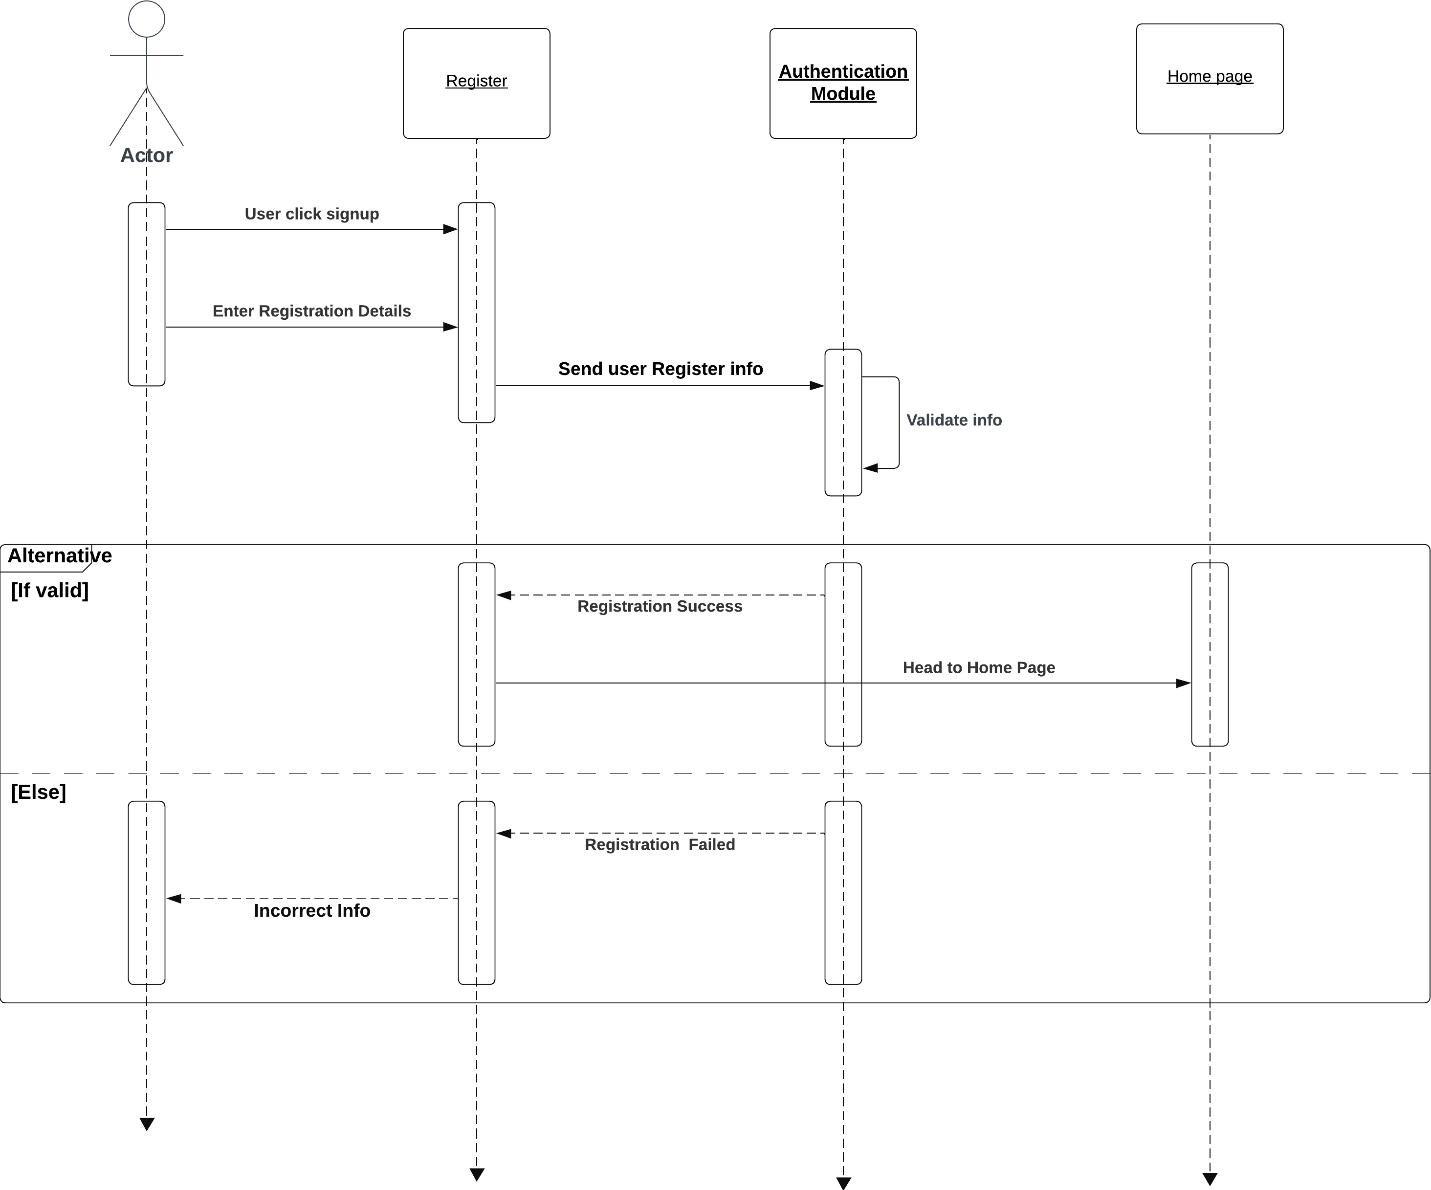 Actor
Register
Authentication
Module
Home page
User click signup
Enter Registration Details
Send user Register info
Validate info
Alternative
[If valid]
Registration Success
Head to Home Page
[Else]
Registration  Failed
Incorrect Info